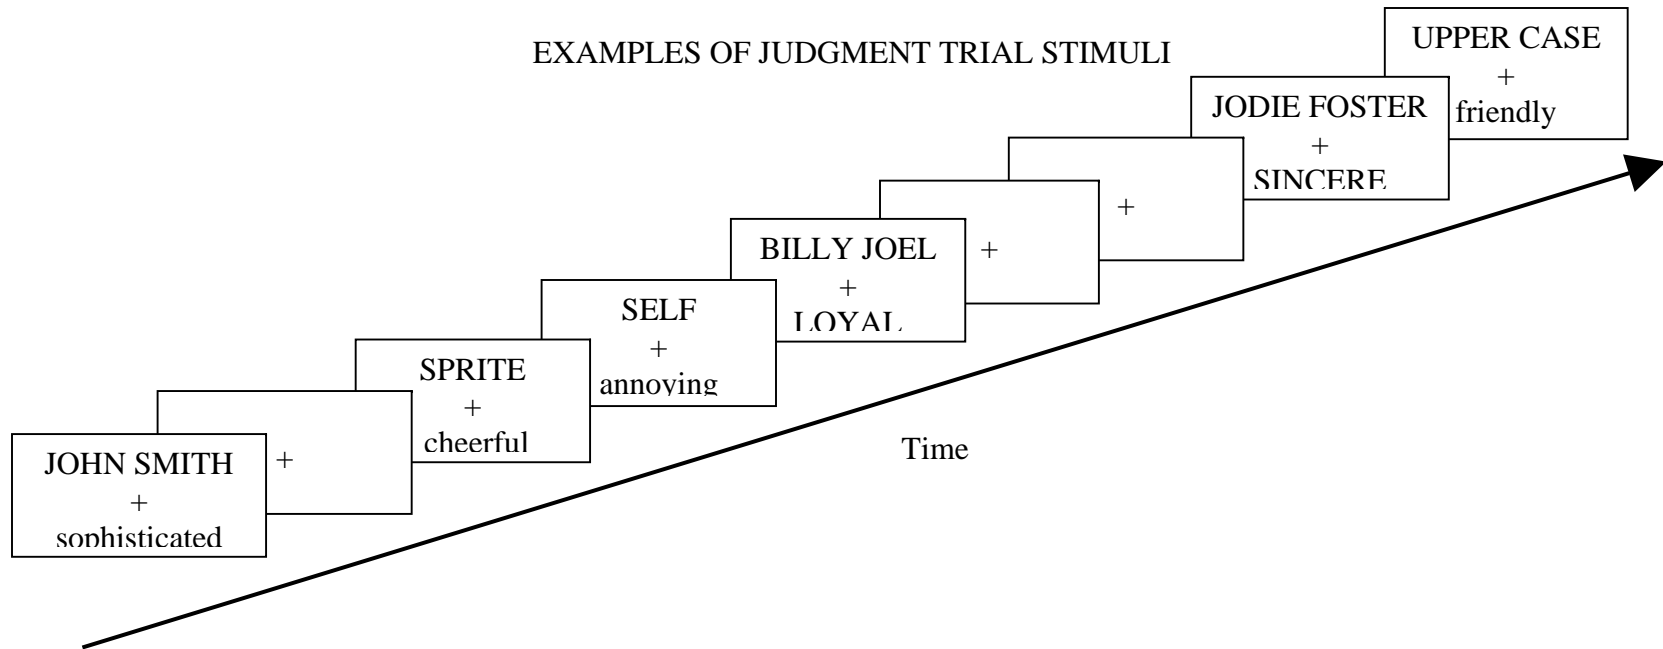 EXAMPLES OF JUDGMENT TRIAL STIMULI
JOHN SMITH
+
sophisticated
+
SPRITE
+
cheerful
SELF
+
annoying
BILLY JOEL
+
LOYAL
+
+
JODIE FOSTER
+
SINCERE
UPPER CASE
+
friendly
Time